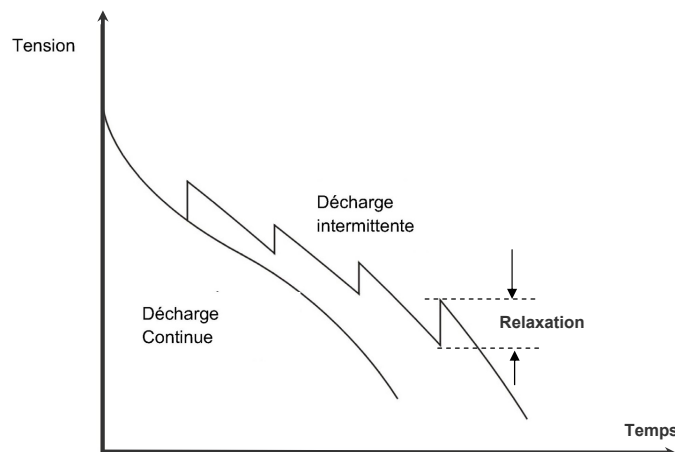 Tension
Décharge
intermittente
Décharge
Continue
Relaxation
Temps